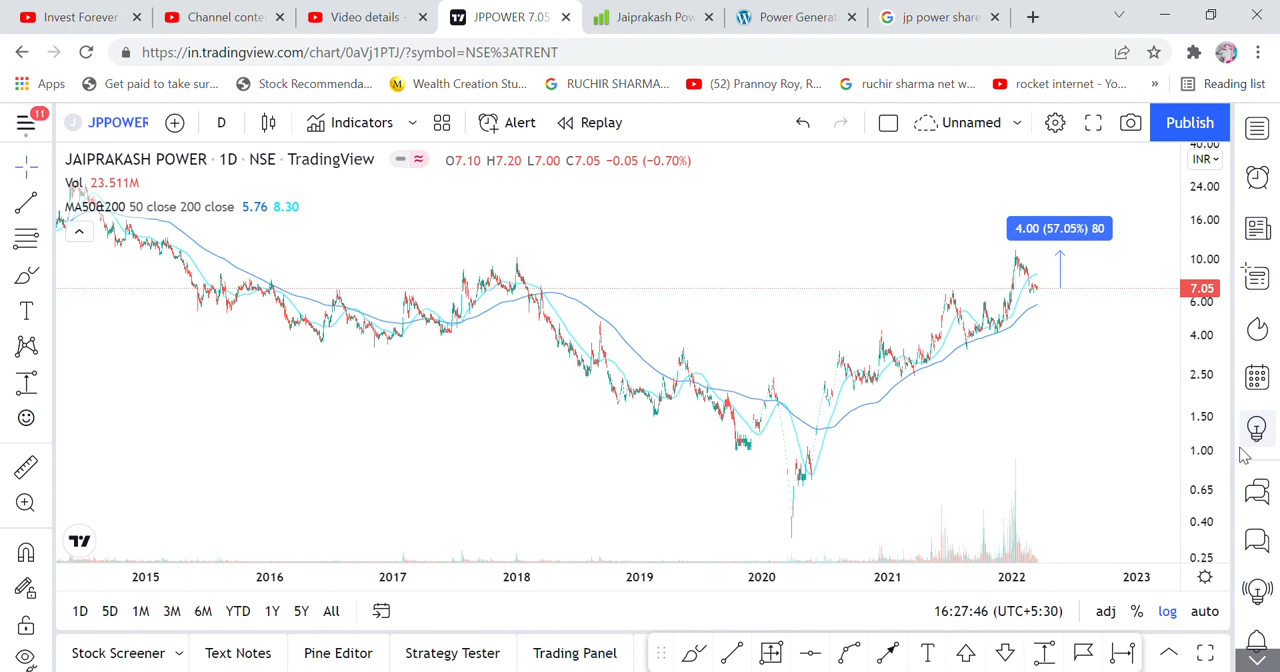 Invest Forever
Channel conte
Video details -
JPPOWER 7.05
Jaiprakash Pow
Power Generat
jp power share
https://in.tradingview.com/chart/0aVj1PTJ/?symbol=NSE%3ATRENT
Apps
Get paid to take sur...
Stock Recommenda...
M
Wealth Creation Stu...
RUCHIR SHARMA...
(52) Prannoy Roy, R...
ruchir sharma net w...
rocket internet - Yo...
»
Reading list
11
J
JPPOWER
D
Indicators
Alert
Replay
Unnamed
Publish
JAIPRAKASH POWER · 1D · NSE · TradingView
O7.10 H7.20 L7.00 C7.05 −0.05 (−0.70%)
Vol 23.511M
MA50&200 50 close 200 close 5.76 8.30
4.00 (57.05%) 80
40.00
INR
24.00
16.00
10.00
7.05
6.00
4.00
2.50
1.50
1.00
0.65
0.40
0.25
2015 2016 2017 2018 2019 2020 2021 2022 2023
1D 5D 1M 3M 6M YTD 1Y 5Y All
16:27:46 (UTC+5:30)
adj % log auto
Stock Screener
Text Notes
Pine Editor
Strategy Tester
Trading Panel